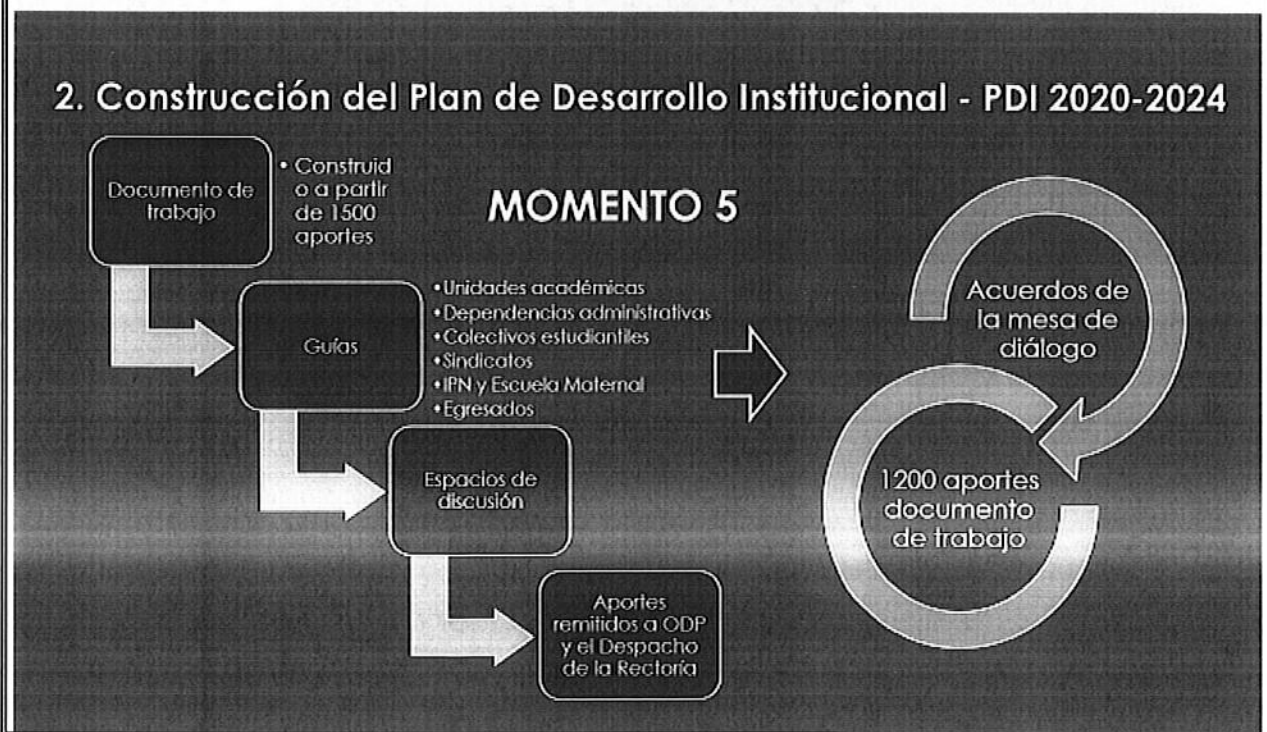 2. Construcción del Plan de Desarrollo Institucional - PDI 2020-2024
Documento de
trabajo
• Construid
o a partir
de 1500
aportes
MOMENTO 5
Guías
•Unidades académicas
•Dependencias administrativas
•Colectivos estudiantiles
•Sindicatos
•IPN y Escuela Maternal
•Egresados
Espacios de
discusión
Aportes
remitidos a ODP
y el Despacho
de la Rectoría
Acuerdos de
la mesa de
diálogo
1200 aportes
documento
de trabajo